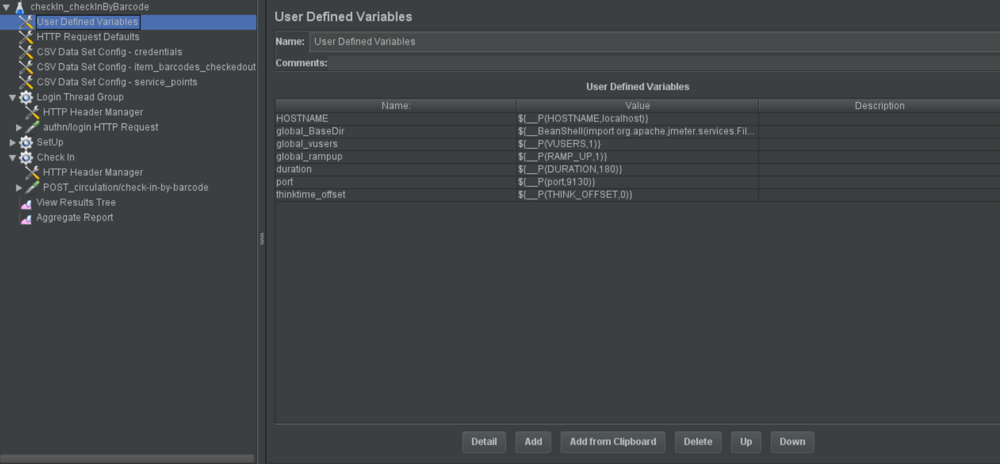 checkIn_checkInByBarcode
User Defined Variables
HTTP Request Defaults
CSV Data Set Config - credentials
CSV Data Set Config - item_barcodes_checkedout
CSV Data Set Config - service_points
Login Thread Group
HTTP Header Manager
authn/login HTTP Request
SetUp
Check In
HTTP Header Manager
POST_circulation/check-in-by-barcode
View Results Tree
Aggregate Report
User Defined Variables
Name: User Defined Variables
Comments:
User Defined Variables
Name: Value Description
HOSTNAME ${__P(HOSTNAME,localhost)}
global_BaseDir ${__BeanShell(import org.apache.jmeter.services.Fil...
global_vusers ${__P(VUSERS,1)}
global_rampup ${__P(RAMP_UP,1)}
duration ${__P(DURATION,180)}
port ${__P(port,9130)}
thinktime_offset ${__P(THINK_OFFSET,0)}
Detail Add Add from Clipboard Delete Up Down